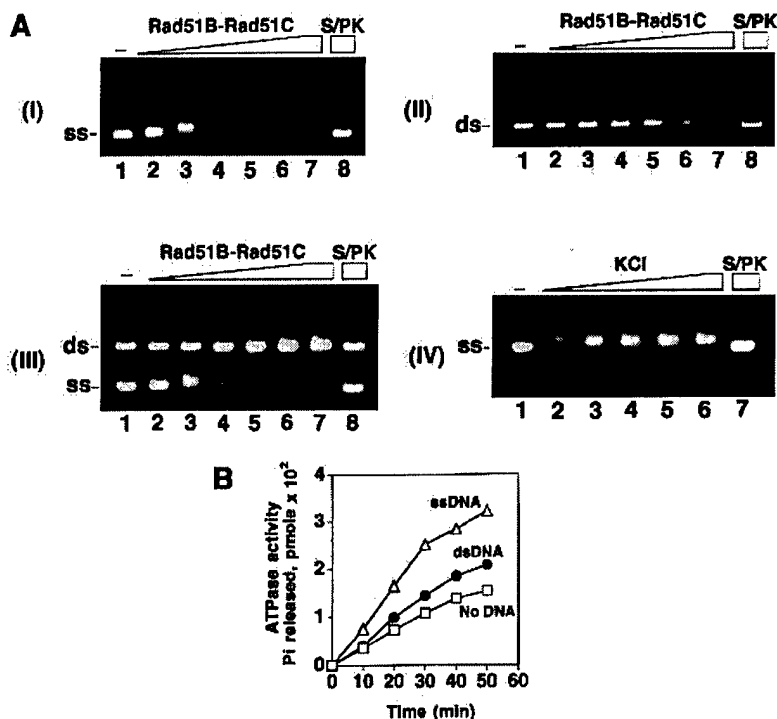 A
Rad51B-Rad51C S/PK
–
(I)
ss-
1 2 3 4 5 6 7 8
Rad51B-Rad51C S/PK
–
(II)
ds-
1 2 3 4 5 6 7 8
Rad51B-Rad51C S/PK
–
(III)
ds-
ss-
1 2 3 4 5 6 7 8
KCl S/PK
–
(IV)
ss-
1 2 3 4 5 6 7
B
ATPase activity
Pi released, pmole x 10²
4
3
2
1
0
ssDNA
dsDNA
No DNA
0 10 20 30 40 50 60
Time (min)